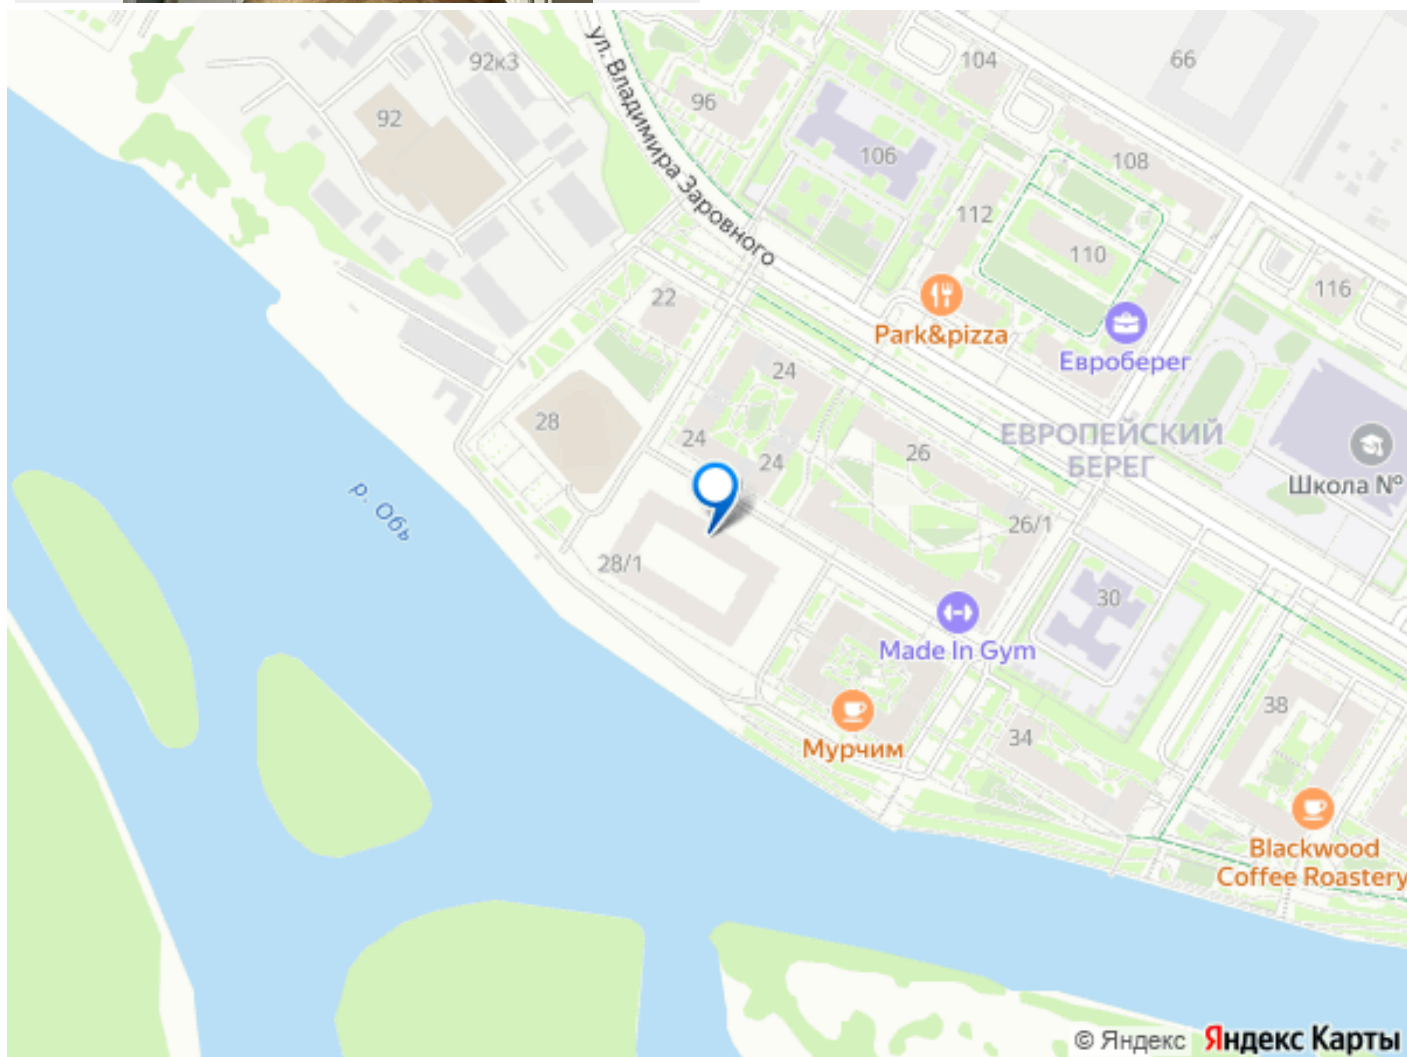 92к3
104
66
ул. Владимира Заровного
92
96
106
108
112
110
22
116
Park&pizza
Евроберег
24
28
24
26
ЕВРОПЕЙСКИЙ
БЕРЕГ
24
Школа №
р. Обь
26/1
28/1
30
Made In Gym
38
34
Мурчим
Blackwood
Coffee Roastery
© Яндекс Яндекс Карты